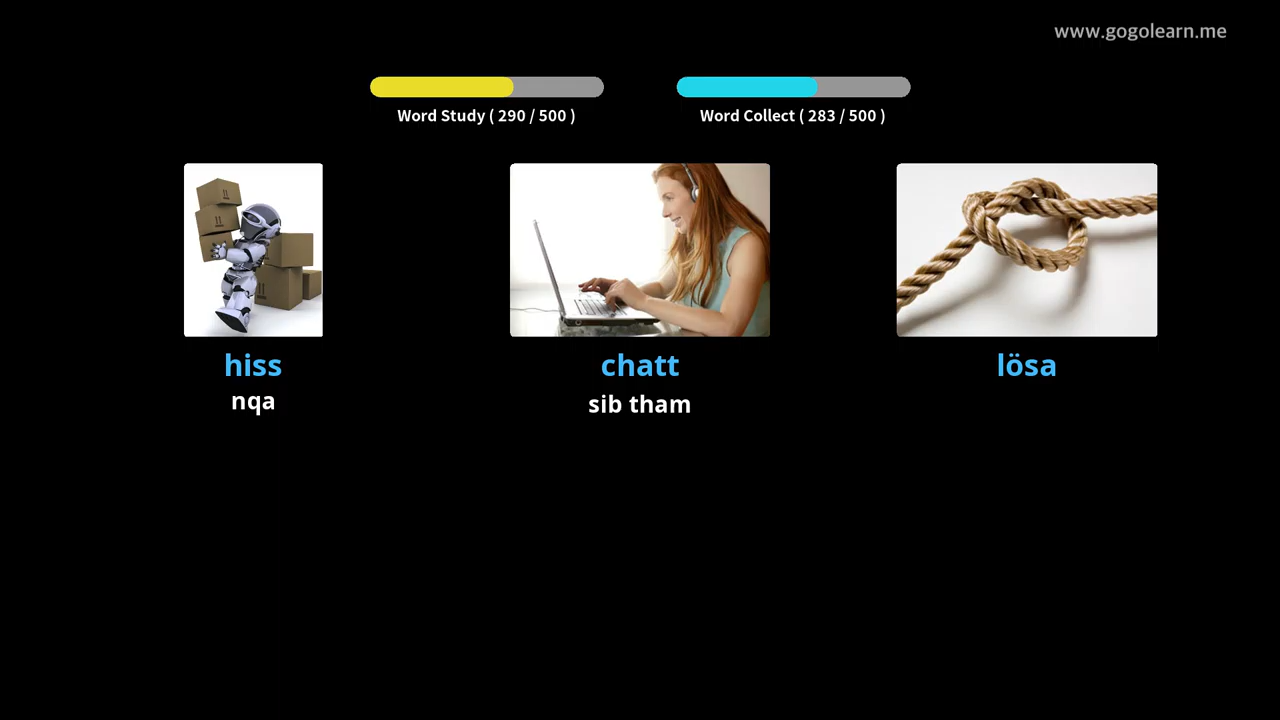 www.gogolearn.me
Word Study ( 290 / 500 )
Word Collect ( 283 / 500 )
hiss
chatt
lösa
nqa
sib tham